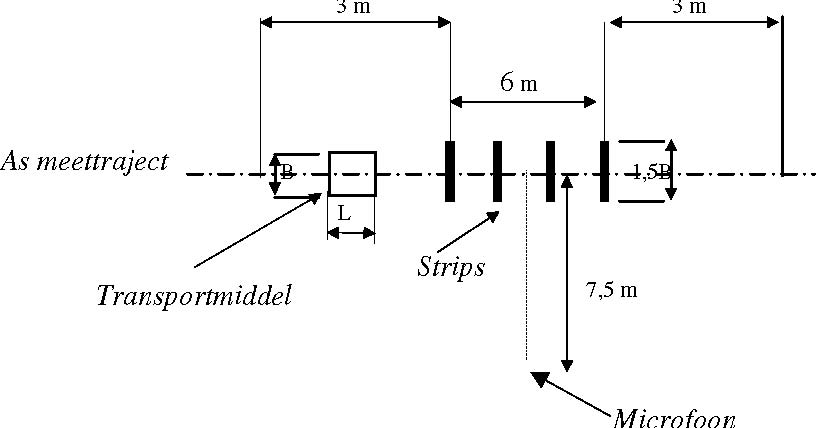 3 m
3 m
6 m
As meettraject
B
1,5B
L
Strips
Transportmiddel
7,5 m
Microfoon